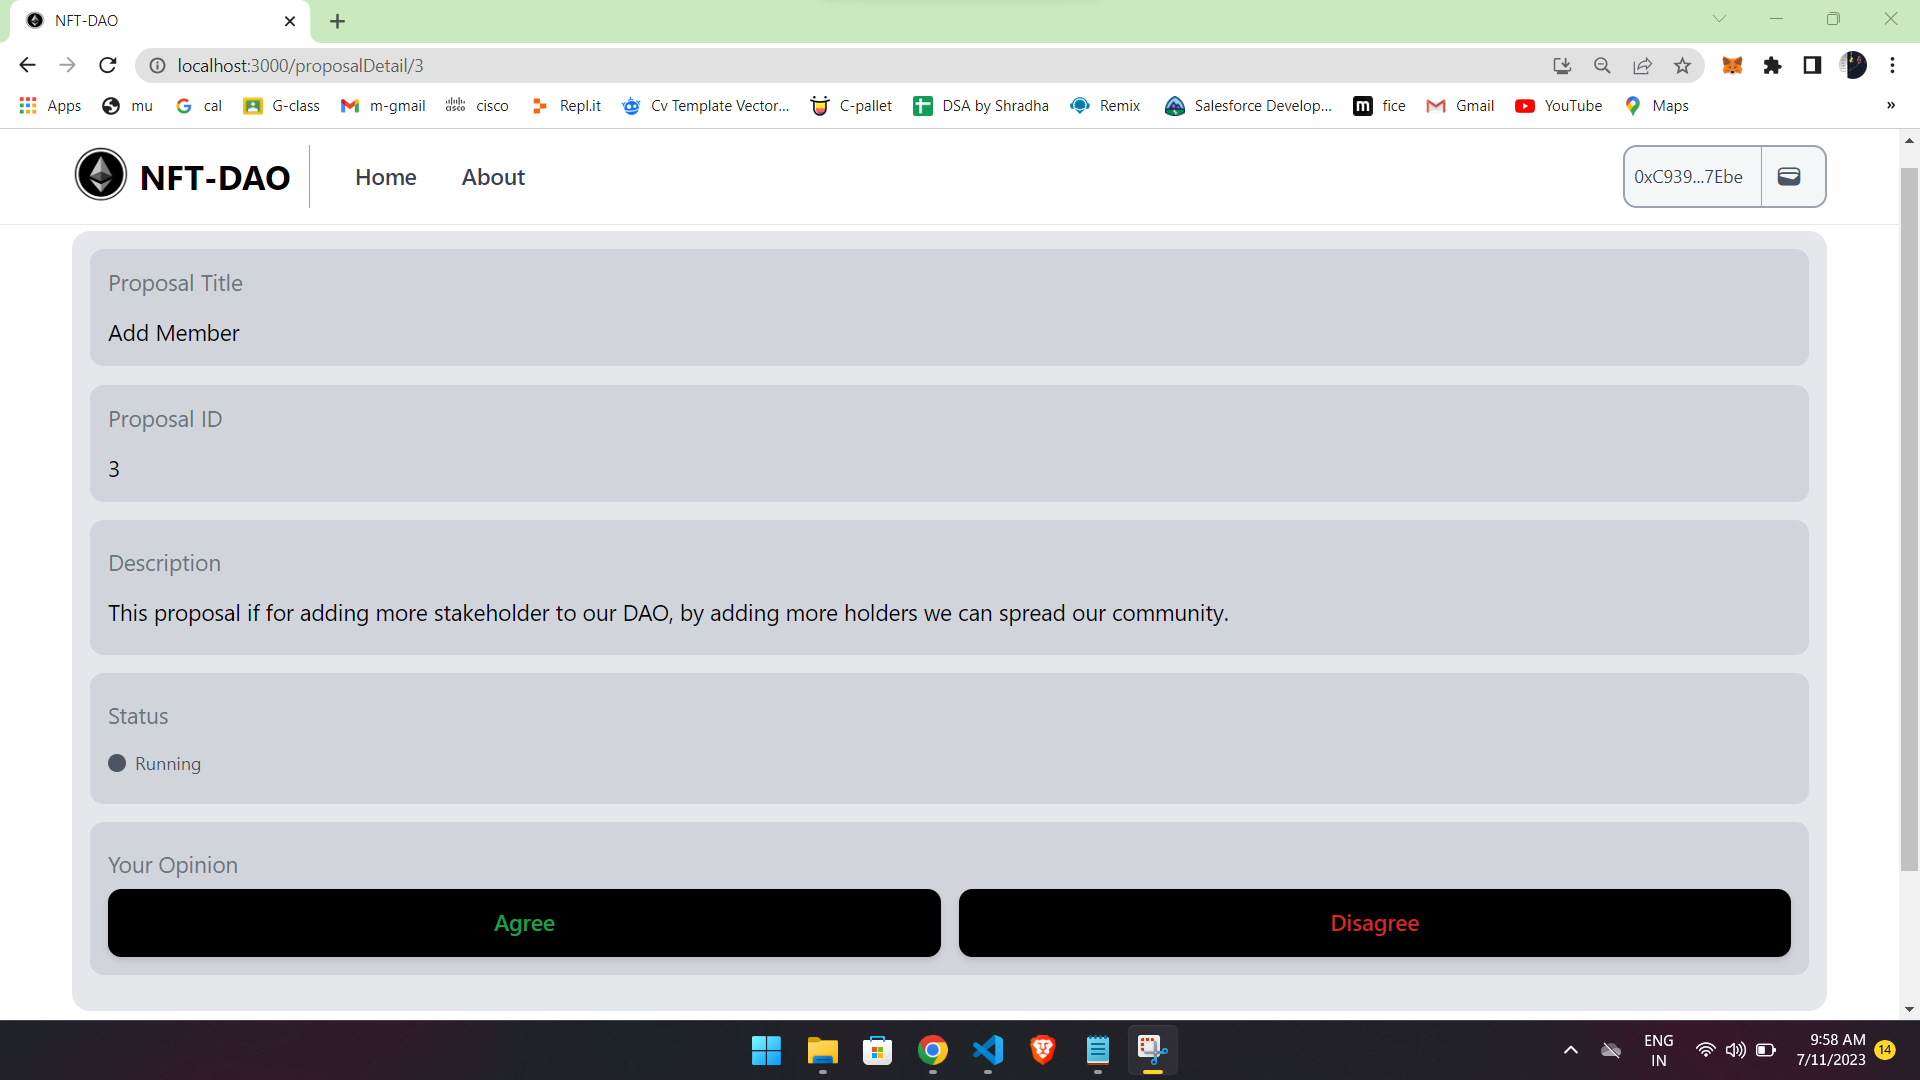 NFT-DAO
localhost:3000/proposalDetail/3
Apps mu cal G-class m-gmail cisco Repl.it Cv Template Vector... C-pallet DSA by Shradha Remix Salesforce Develop... fice Gmail YouTube Maps »
NFT-DAO Home About 0xC939...7Ebe
Proposal Title
Add Member
Proposal ID
3
Description
This proposal if for adding more stakeholder to our DAO, by adding more holders we can spread our community.
Status
Running
Your Opinion
Agree Disagree
ENG 9:58 AM
IN 7/11/2023 14